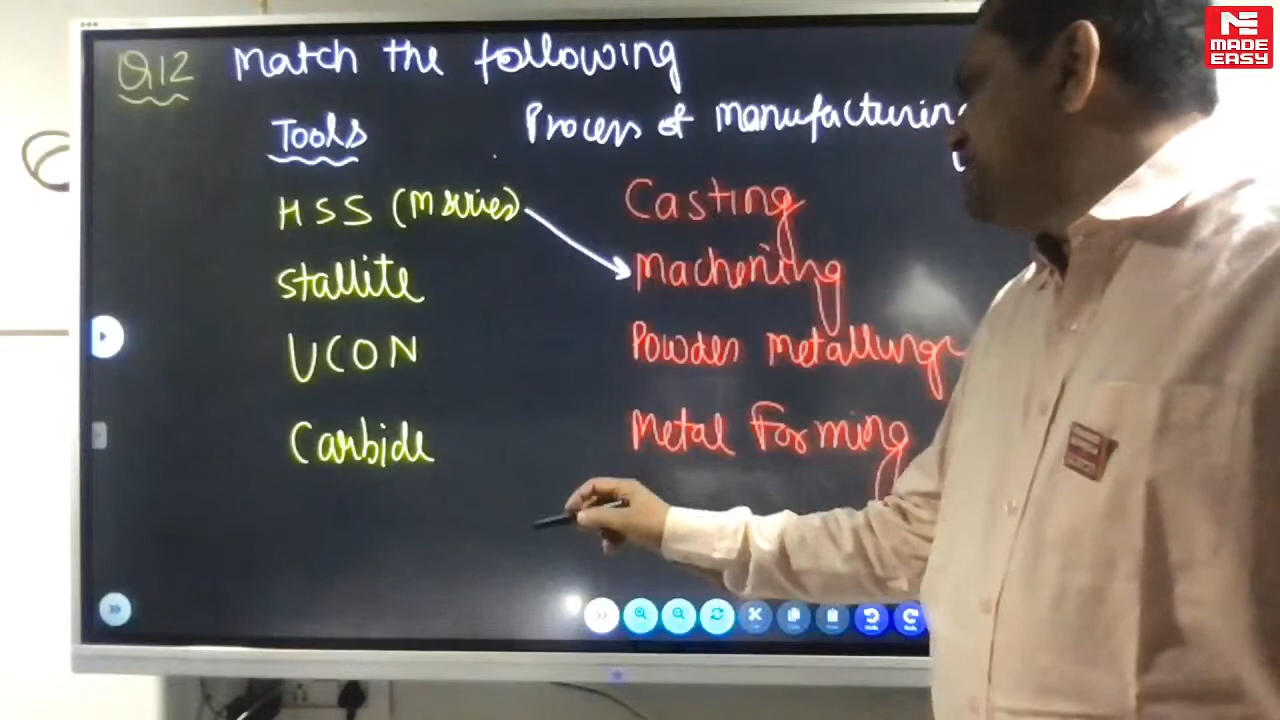 Q12 Match the following
Tools Process of manufacturing
HSS (M series) Casting
Stallite Machening
UCON Powder metallurgy
Carbide Metal Forming
MADE
EASY